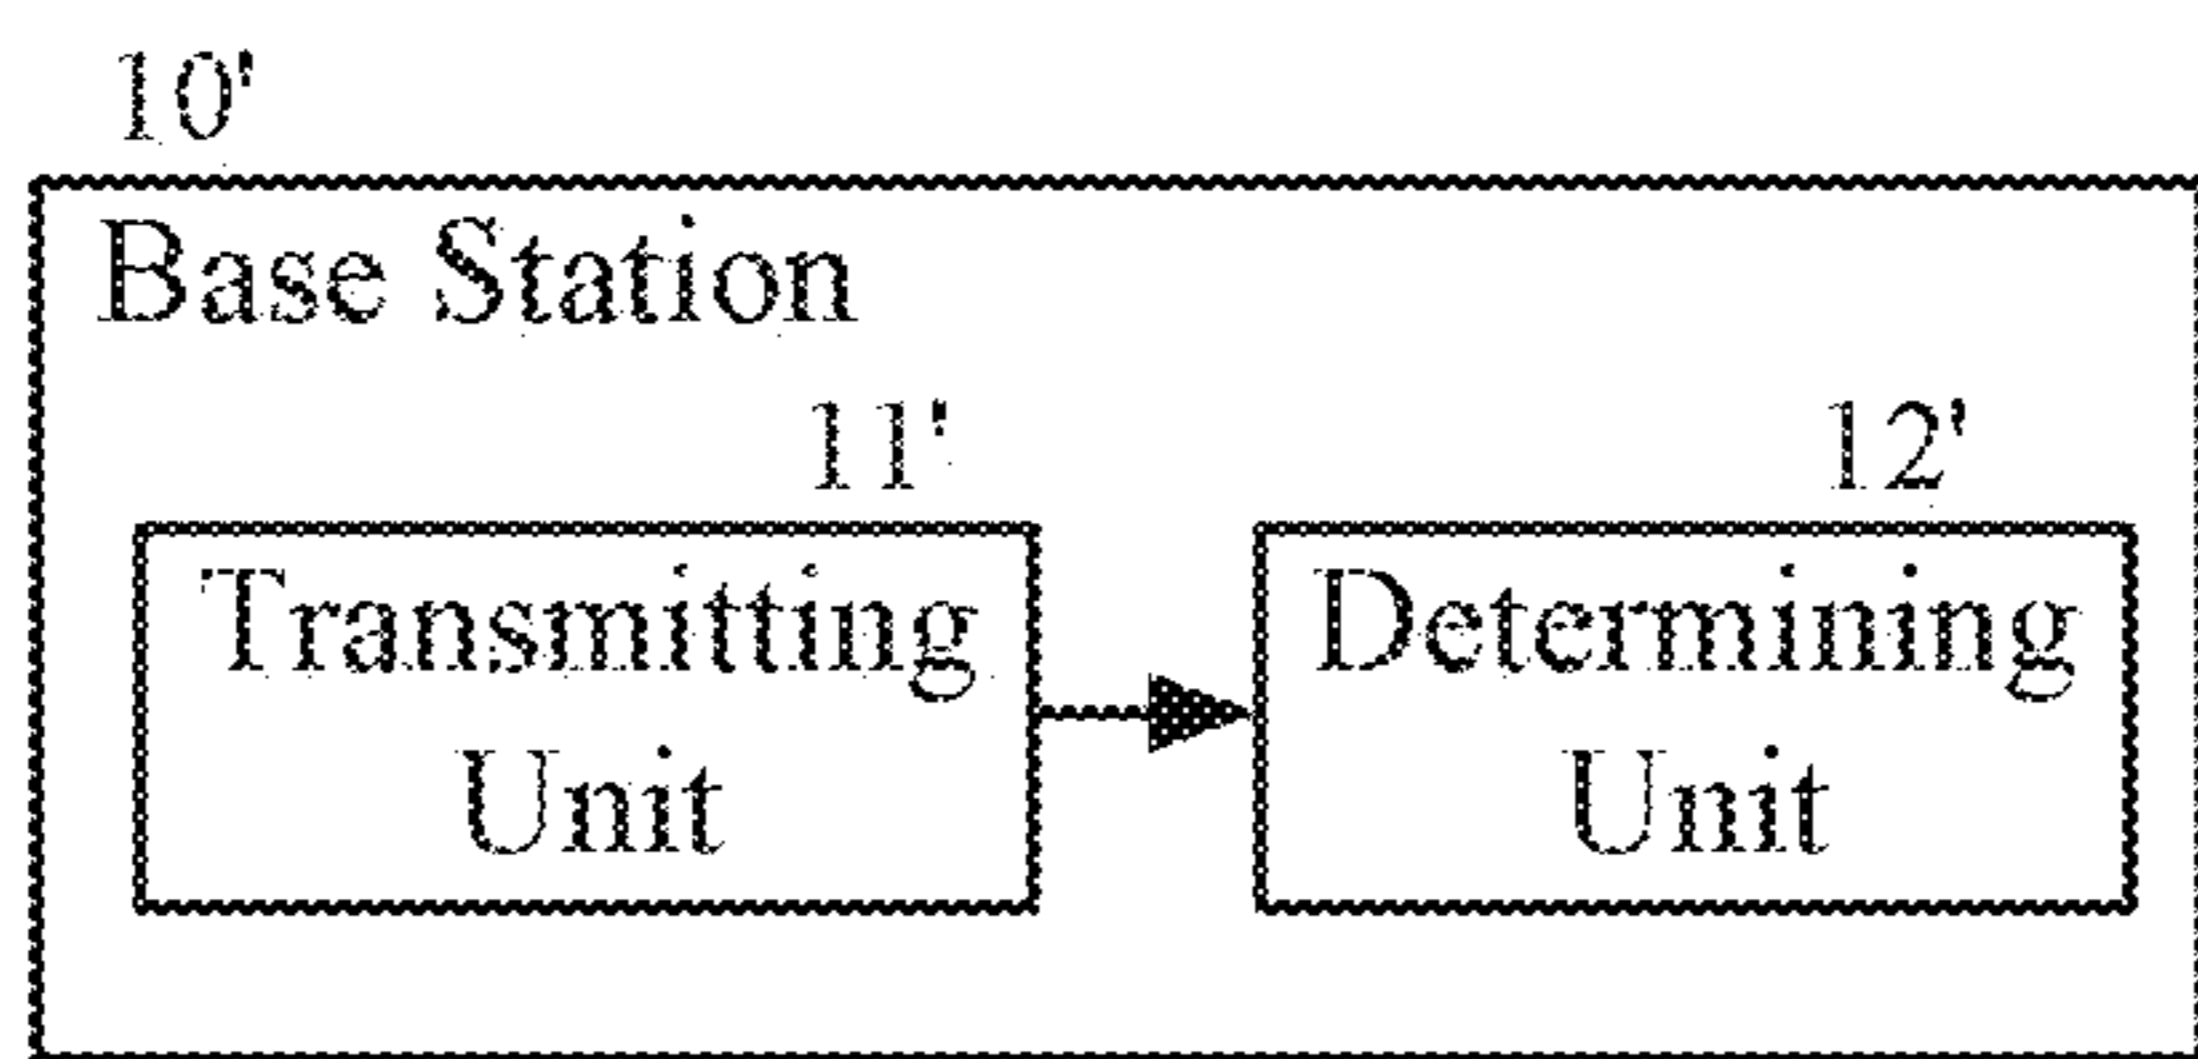 10'
Base Station
11'
12'
Transmitting
Unit
Determining
Unit